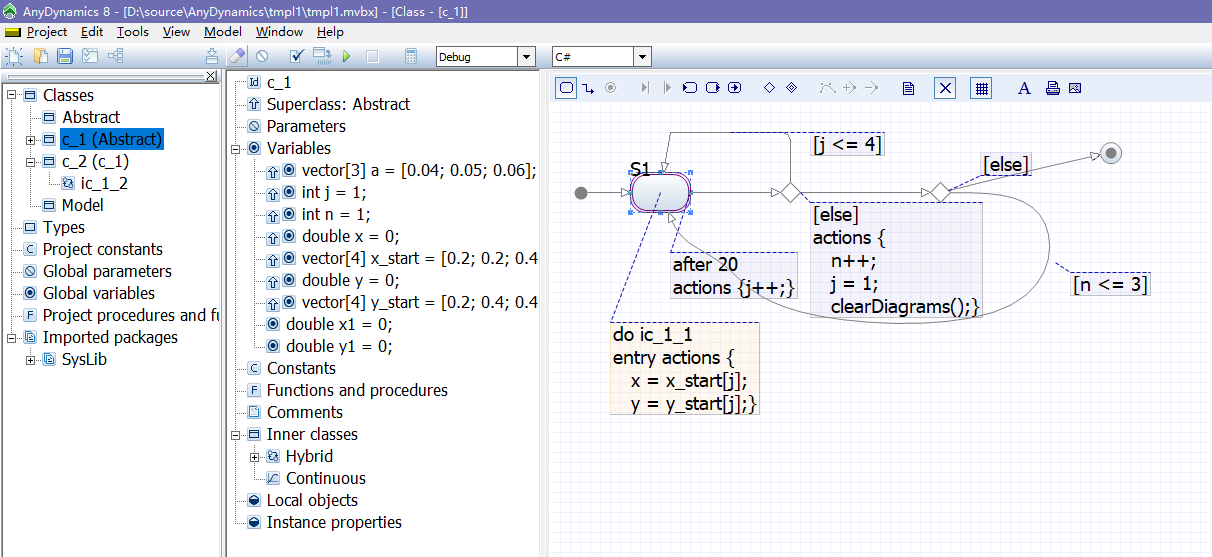 AnyDynamics 8 - [D:\source\AnyDynamics\tmpl1\tmpl1.mvbx] - [Class - [c_1]]
Project Edit Tools View Model Window Help
Debug
C#
Classes
Abstract
c_1 (Abstract)
c_2 (c_1)
ic_1_2
Model
Types
Project constants
Global parameters
Global variables
Project procedures and fu
Imported packages
SysLib
c_1
Superclass: Abstract
Parameters
Variables
vector[3] a = [0.04; 0.05; 0.06];
int j = 1;
int n = 1;
double x = 0;
vector[4] x_start = [0.2; 0.2; 0.4
double y = 0;
vector[4] y_start = [0.2; 0.4; 0.4
double x1 = 0;
double y1 = 0;
Constants
Functions and procedures
Comments
Inner classes
Hybrid
Continuous
Local objects
Instance properties
S1
[j <= 4]
[else]
[else]
actions {
n++;
j = 1;
clearDiagrams();}
after 20
actions {j++;}
[n <= 3]
do ic_1_1
entry actions {
x = x_start[j];
y = y_start[j];}